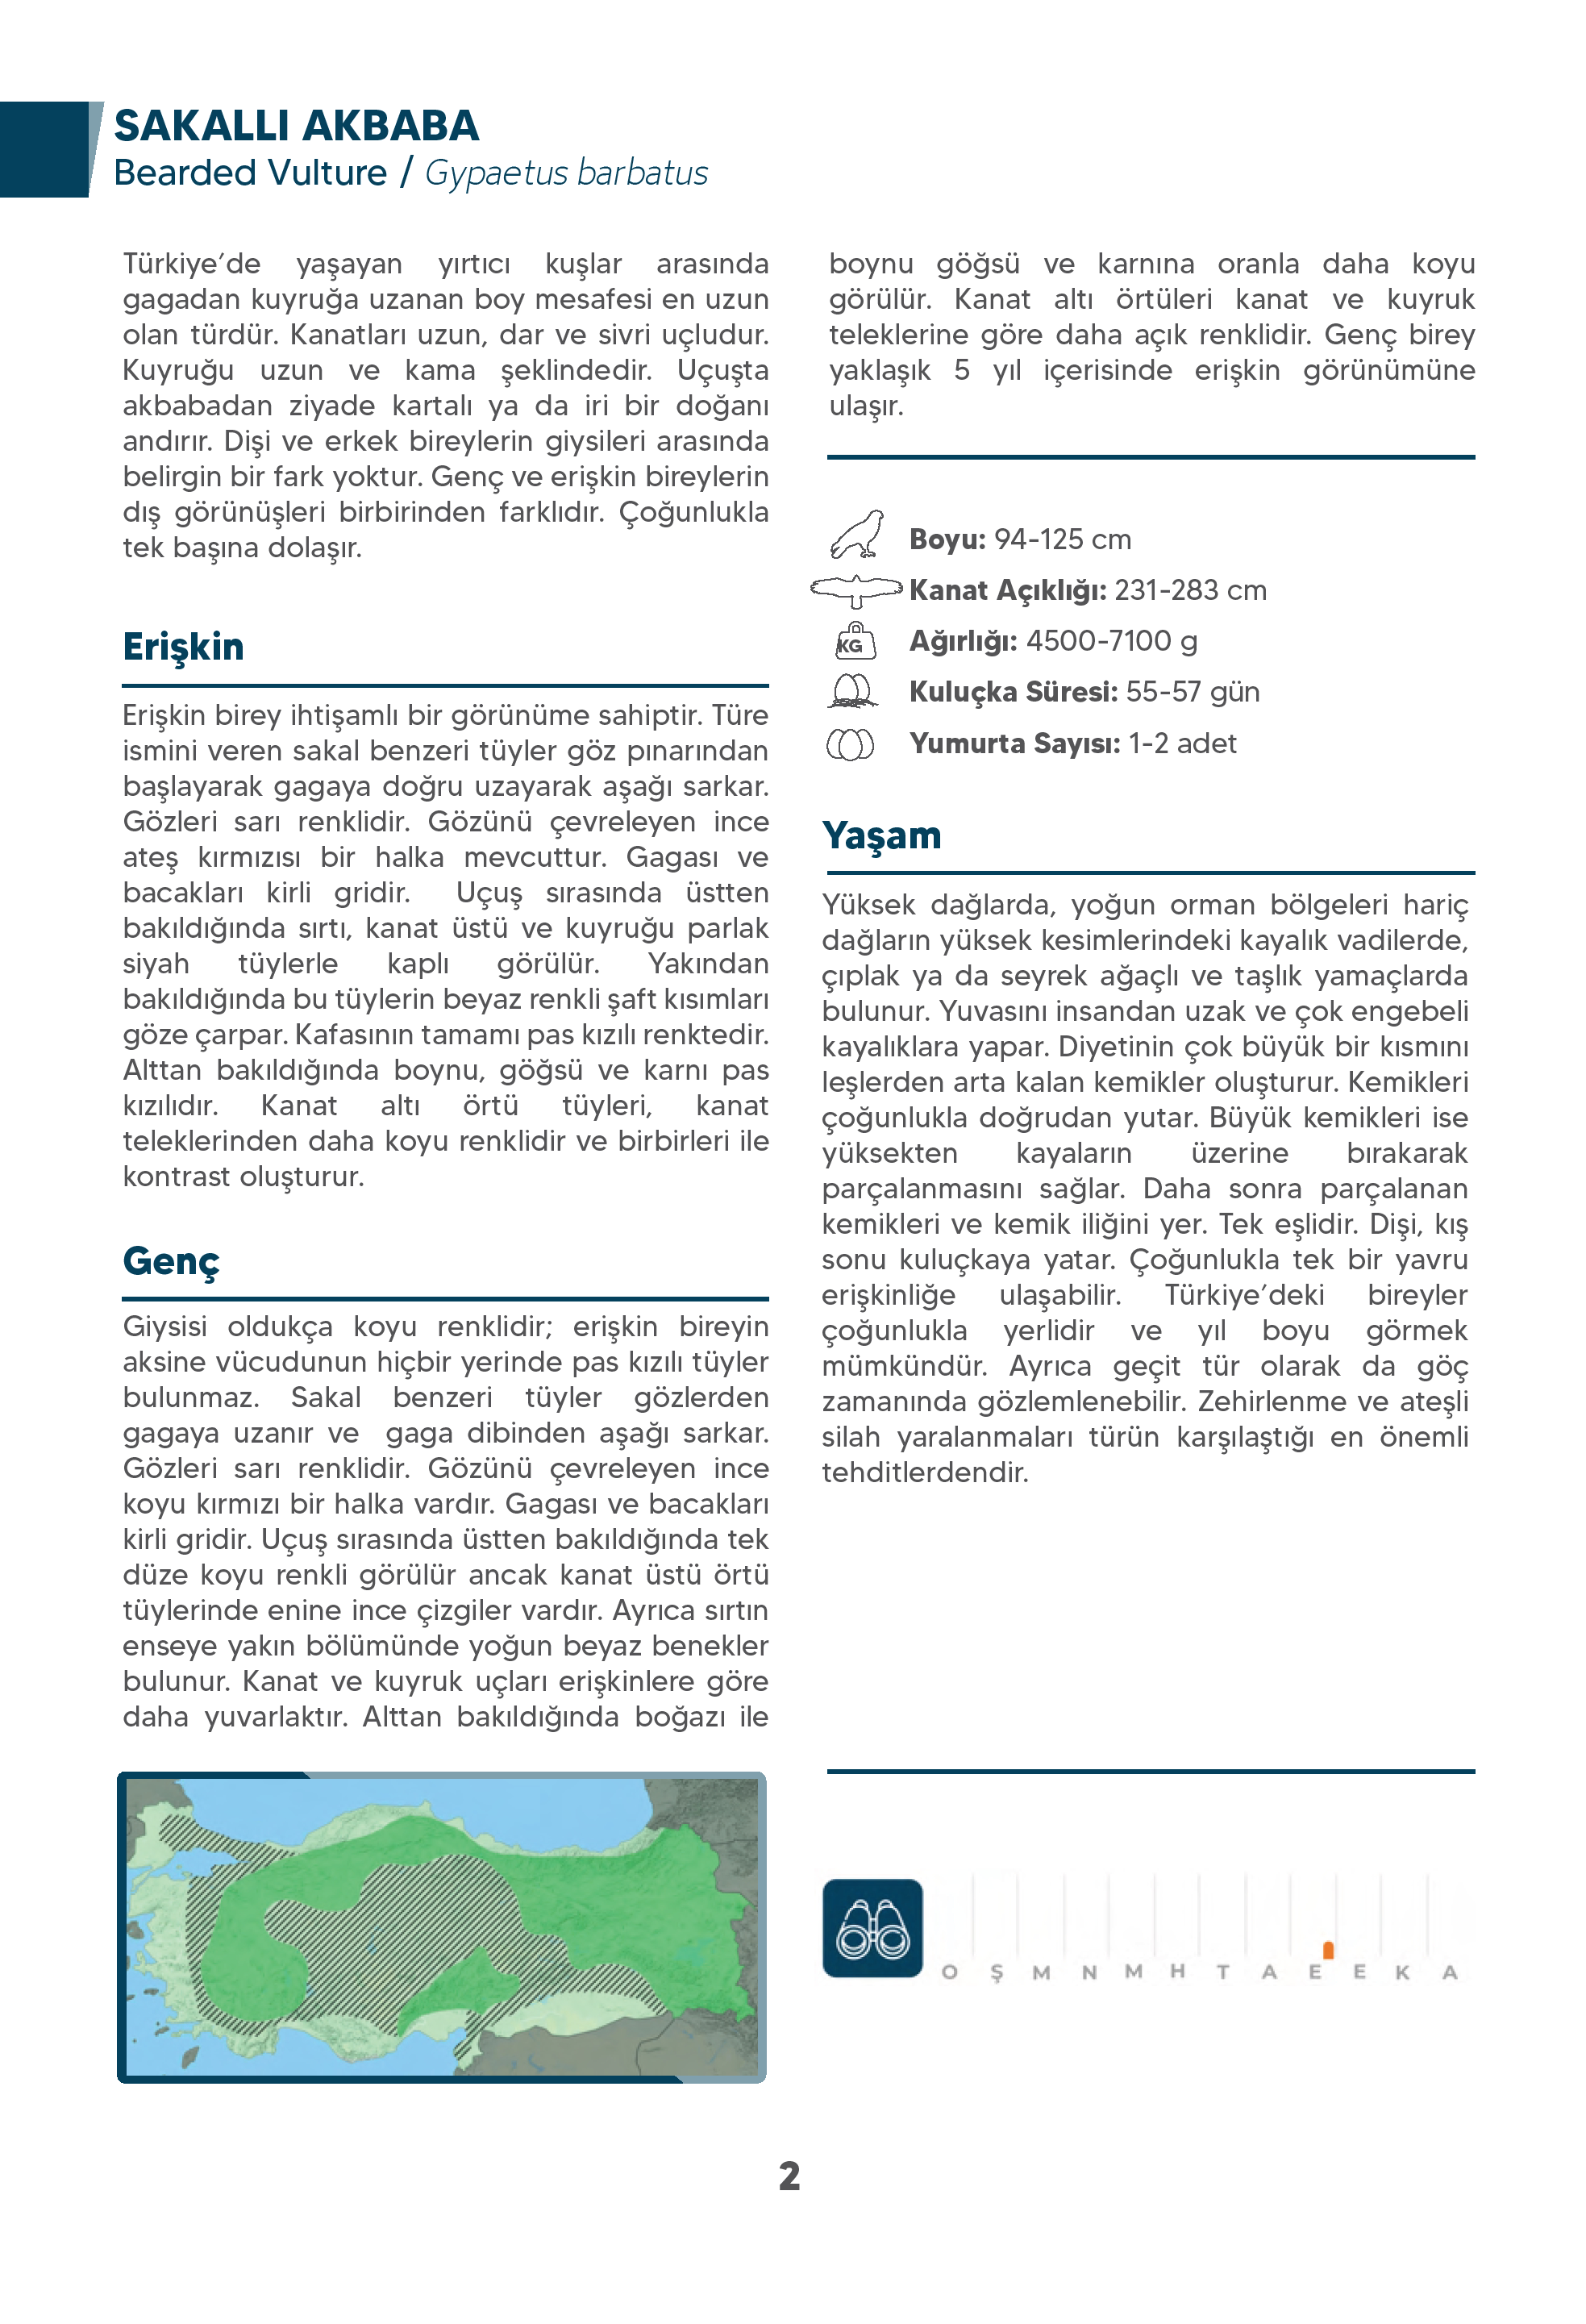 SAKALLI AKBABA
Bearded Vulture / Gypaetus barbatus
Türkiye’de yaşayan yırtıcı kuşlar arasında
gagadan kuyruğa uzanan boy mesafesi en uzun
olan türdür. Kanatları uzun, dar ve sivri uçludur.
Kuyruğu uzun ve kama şeklindedir. Uçuşta
akbabadan ziyade kartalı ya da iri bir doğanı
andırır. Dişi ve erkek bireylerin giysileri arasında
belirgin bir fark yoktur. Genç ve erişkin bireylerin
dış görünüşleri birbirinden farklıdır. Çoğunlukla
tek başına dolaşır.
Erişkin
Erişkin birey ihtişamlı bir görünüme sahiptir. Türe
ismini veren sakal benzeri tüyler göz pınarından
başlayarak gagaya doğru uzayarak aşağı sarkar.
Gözleri sarı renklidir. Gözünü çevreleyen ince
ateş kırmızısı bir halka mevcuttur. Gagası ve
bacakları kirli gridir. Uçuş sırasında üstten
bakıldığında sırtı, kanat üstü ve kuyruğu parlak
siyah tüylerle kaplı görülür. Yakından
bakıldığında bu tüylerin beyaz renkli şaft kısımları
göze çarpar. Kafasının tamamı pas kızılı renktedir.
Alttan bakıldığında boynu, göğsü ve karnı pas
kızılıdır. Kanat altı örtü tüyleri, kanat
teleklerinden daha koyu renklidir ve birbirleri ile
kontrast oluşturur.
Genç
Giysisi oldukça koyu renklidir; erişkin bireyin
aksine vücudunun hiçbir yerinde pas kızılı tüyler
bulunmaz. Sakal benzeri tüyler gözlerden
gagaya uzanır ve gaga dibinden aşağı sarkar.
Gözleri sarı renklidir. Gözünü çevreleyen ince
koyu kırmızı bir halka vardır. Gagası ve bacakları
kirli gridir. Uçuş sırasında üstten bakıldığında tek
düze koyu renkli görülür ancak kanat üstü örtü
tüylerinde enine ince çizgiler vardır. Ayrıca sırtın
enseye yakın bölümünde yoğun beyaz benekler
bulunur. Kanat ve kuyruk uçları erişkinlere göre
daha yuvarlaktır. Alttan bakıldığında boğazı ile
boynu göğsü ve karnına oranla daha koyu
görülür. Kanat altı örtüleri kanat ve kuyruk
teleklerine göre daha açık renklidir. Genç birey
yaklaşık 5 yıl içerisinde erişkin görünümüne
ulaşır.
Boyu: 94-125 cm
Kanat Açıklığı: 231-283 cm
KG Ağırlığı: 4500-7100 g
Kuluçka Süresi: 55-57 gün
Yumurta Sayısı: 1-2 adet
Yaşam
Yüksek dağlarda, yoğun orman bölgeleri hariç
dağların yüksek kesimlerindeki kayalık vadilerde,
çıplak ya da seyrek ağaçlı ve taşlık yamaçlarda
bulunur. Yuvasını insandan uzak ve çok engebeli
kayalıklara yapar. Diyetinin çok büyük bir kısmını
leşlerden arta kalan kemikler oluşturur. Kemikleri
çoğunlukla doğrudan yutar. Büyük kemikleri ise
yüksekten kayaların üzerine bırakarak
parçalanmasını sağlar. Daha sonra parçalanan
kemikleri ve kemik iliğini yer. Tek eşlidir. Dişi, kış
sonu kuluçkaya yatar. Çoğunlukla tek bir yavru
erişkinliğe ulaşabilir. Türkiye’deki bireyler
çoğunlukla yerlidir ve yıl boyu görmek
mümkündür. Ayrıca geçit tür olarak da göç
zamanında gözlemlenebilir. Zehirlenme ve ateşli
silah yaralanmaları türün karşılaştığı en önemli
tehditlerdendir.
O Ş M N M H T A E E K A
2